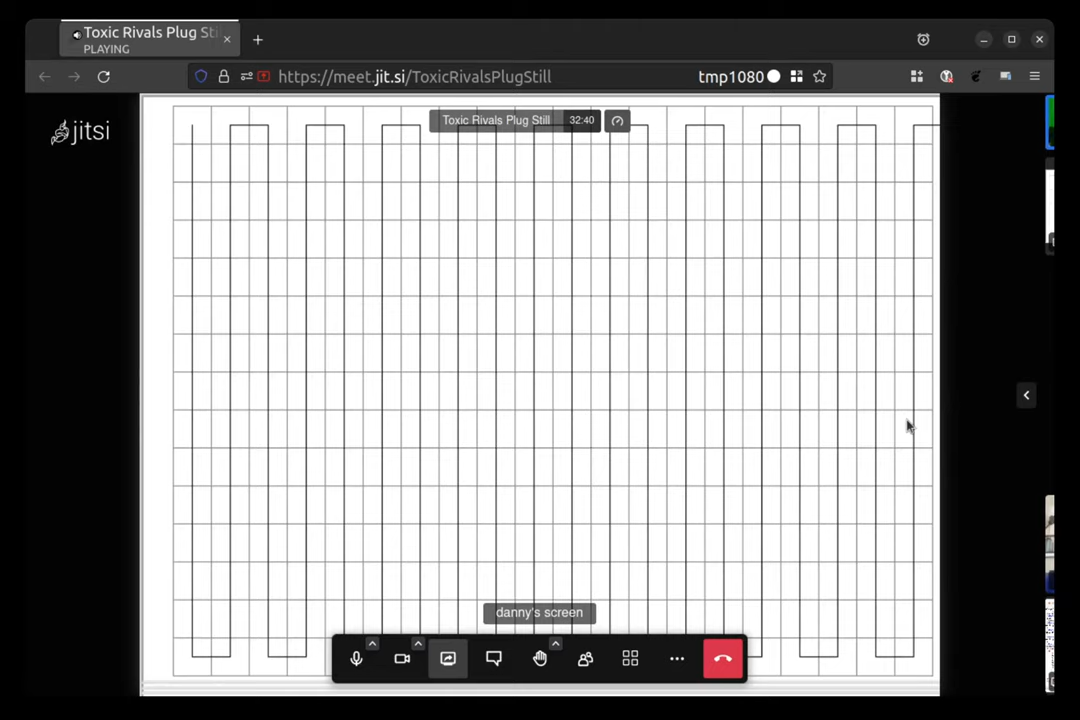 Toxic Rivals Plug Sti
PLAYING
https://meet.jit.si/ToxicRivalsPlugStill
tmp1080
jitsi
Toxic Rivals Plug Still
32:40
danny's screen